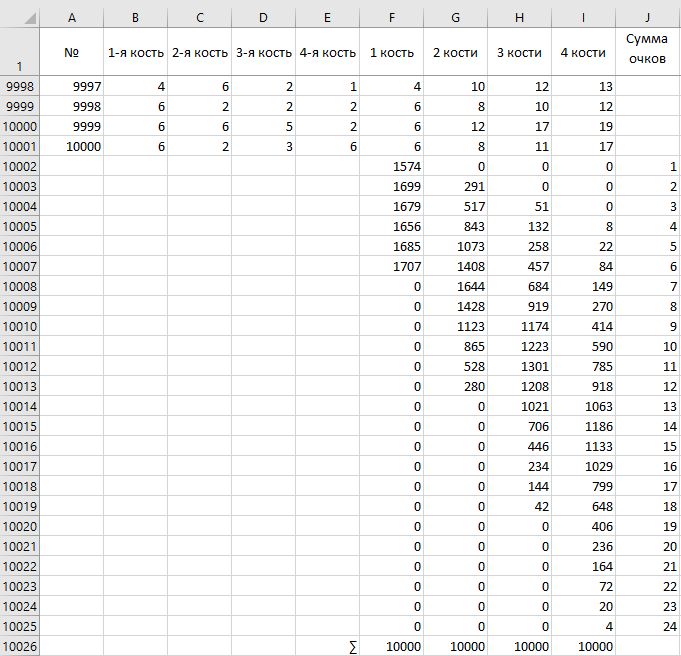 A B C D E F G H I J
1 № 1-я кость 2-я кость 3-я кость 4-я кость 1 кость 2 кости 3 кости 4 кости Сумма очков
9998 9997 4 6 2 1 4 10 12 13
9999 9998 6 2 2 2 6 8 10 12
10000 9999 6 6 5 2 6 12 17 19
10001 10000 6 2 3 6 6 8 11 17
10002 1574 0 0 0 1
10003 1699 291 0 0 2
10004 1679 517 51 0 3
10005 1656 843 132 8 4
10006 1685 1073 258 22 5
10007 1707 1408 457 84 6
10008 0 1644 684 149 7
10009 0 1428 919 270 8
10010 0 1123 1174 414 9
10011 0 865 1223 590 10
10012 0 528 1301 785 11
10013 0 280 1208 918 12
10014 0 0 1021 1063 13
10015 0 0 706 1186 14
10016 0 0 446 1133 15
10017 0 0 234 1029 16
10018 0 0 144 799 17
10019 0 0 42 648 18
10020 0 0 0 406 19
10021 0 0 0 236 20
10022 0 0 0 164 21
10023 0 0 0 72 22
10024 0 0 0 20 23
10025 0 0 0 4 24
10026 ∑ 10000 10000 10000 10000